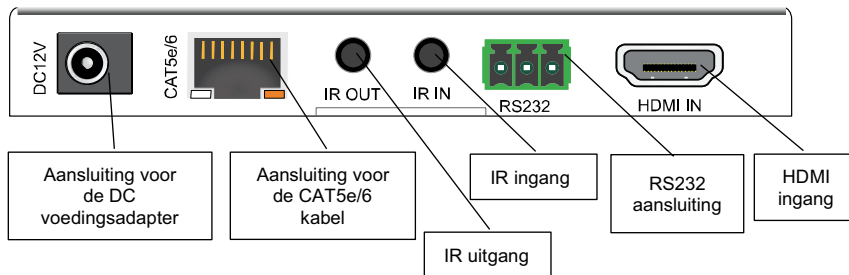 DC12V
CAT5e/6
IR OUT
IR IN
RS232
HDMI IN
Aansluiting voor
de DC
voedingsadapter
Aansluiting voor
de CAT5e/6
kabel
IR uitgang
IR ingang
RS232
aansluiting
HDMI
ingang